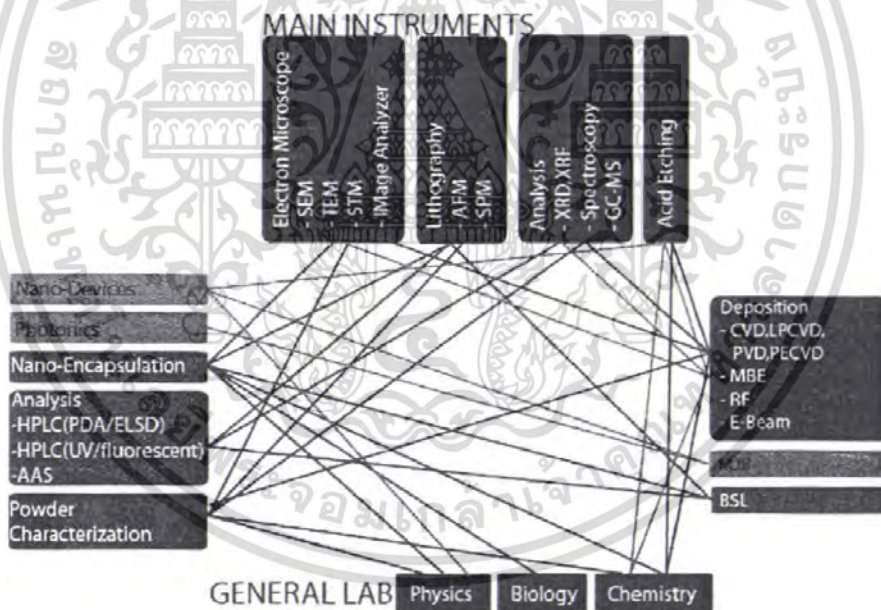 MAIN INSTRUMENTS
Electron Microscope
- SEM
- TEM
- STM
- IMage Analyzer
Lithography
- AFM
- SPM
Analysis
- XRD,XRF
- Spectroscopy
- GC-MS
Acid Etching
Nano-Devices
Photonics
Nano-Encapsulation
Analysis
-HPLC(PDA/ELSD)
-HPLC(UV/fluorescent)
-AAS
Powder
Characterization
Deposition
- CVD,LPCVD,
PVD,PECVD
- MBE
- RF
- E-Beam
BSL
GENERAL LAB
Physics
Biology
Chemistry